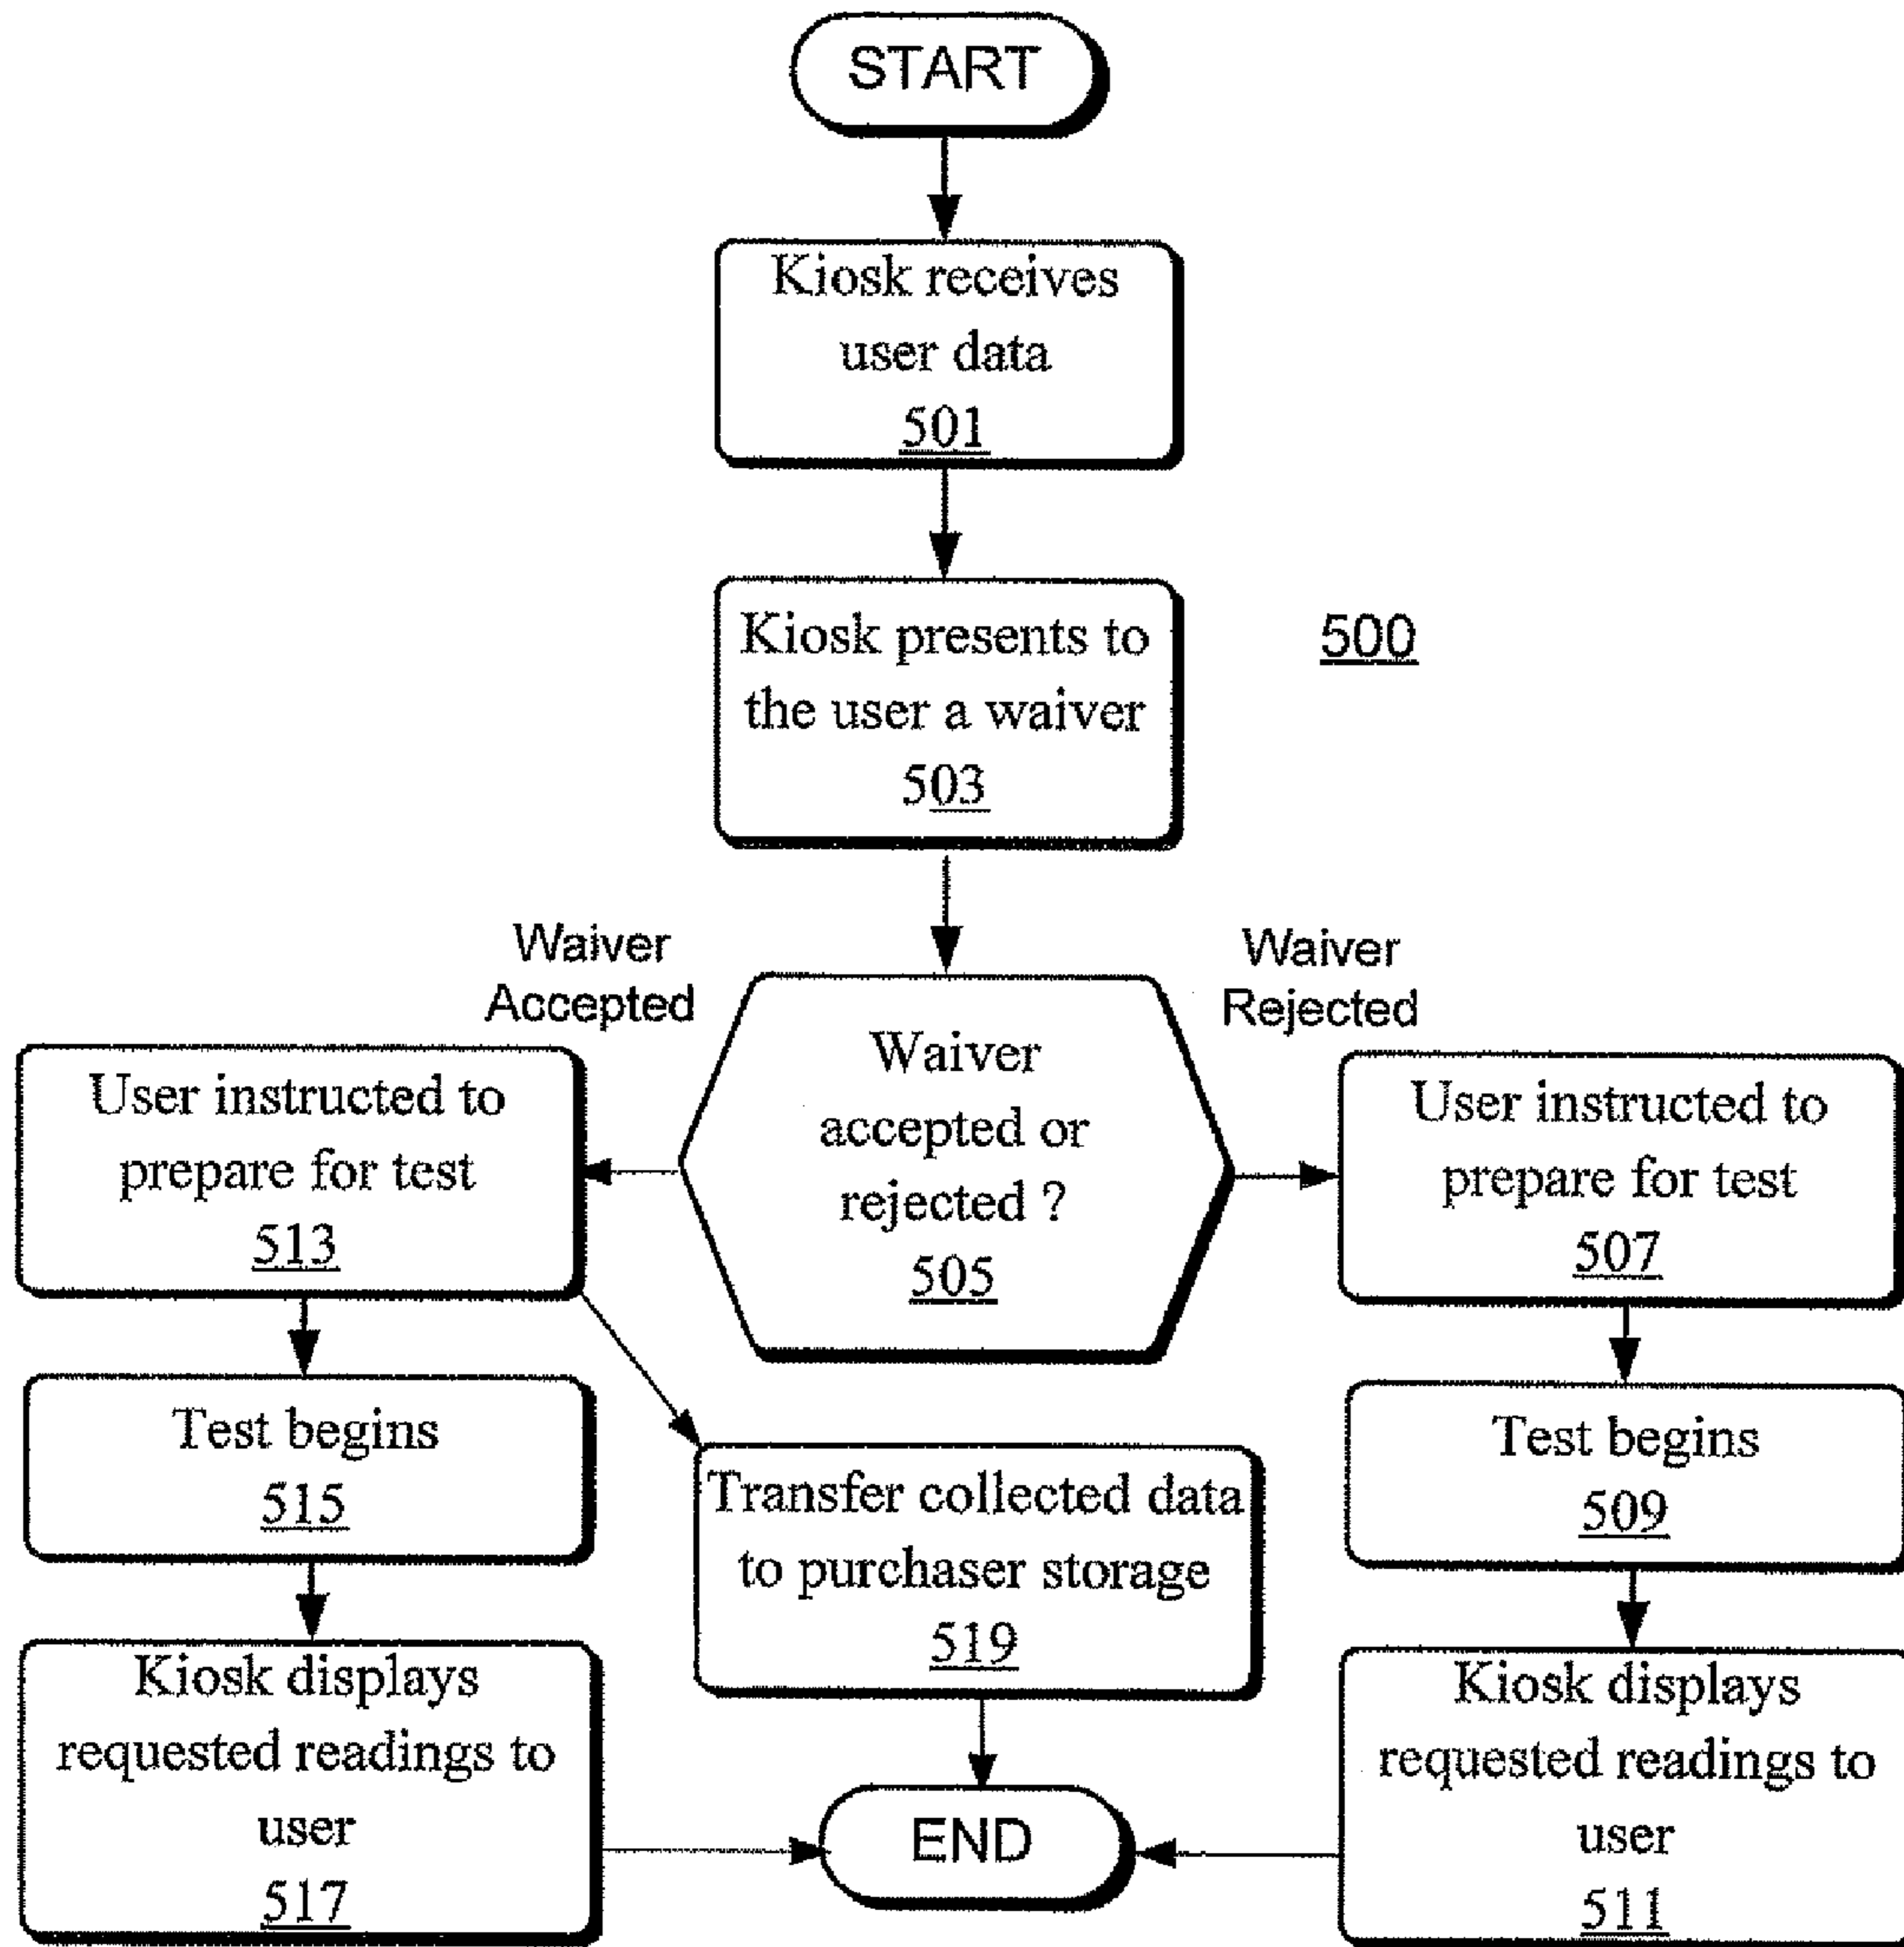 START
Kiosk receives
user data
501
Kiosk presents to
the user a waiver
503
500
Waiver
Accepted
Waiver
Rejected
Waiver
accepted or
rejected ?
505
User instructed to
prepare for test
513
User instructed to
prepare for test
507
Test begins
515
Transfer collected data
to purchaser storage
519
Test begins
509
Kiosk displays
requested readings to
user
517
END
Kiosk displays
requested readings to
user
511